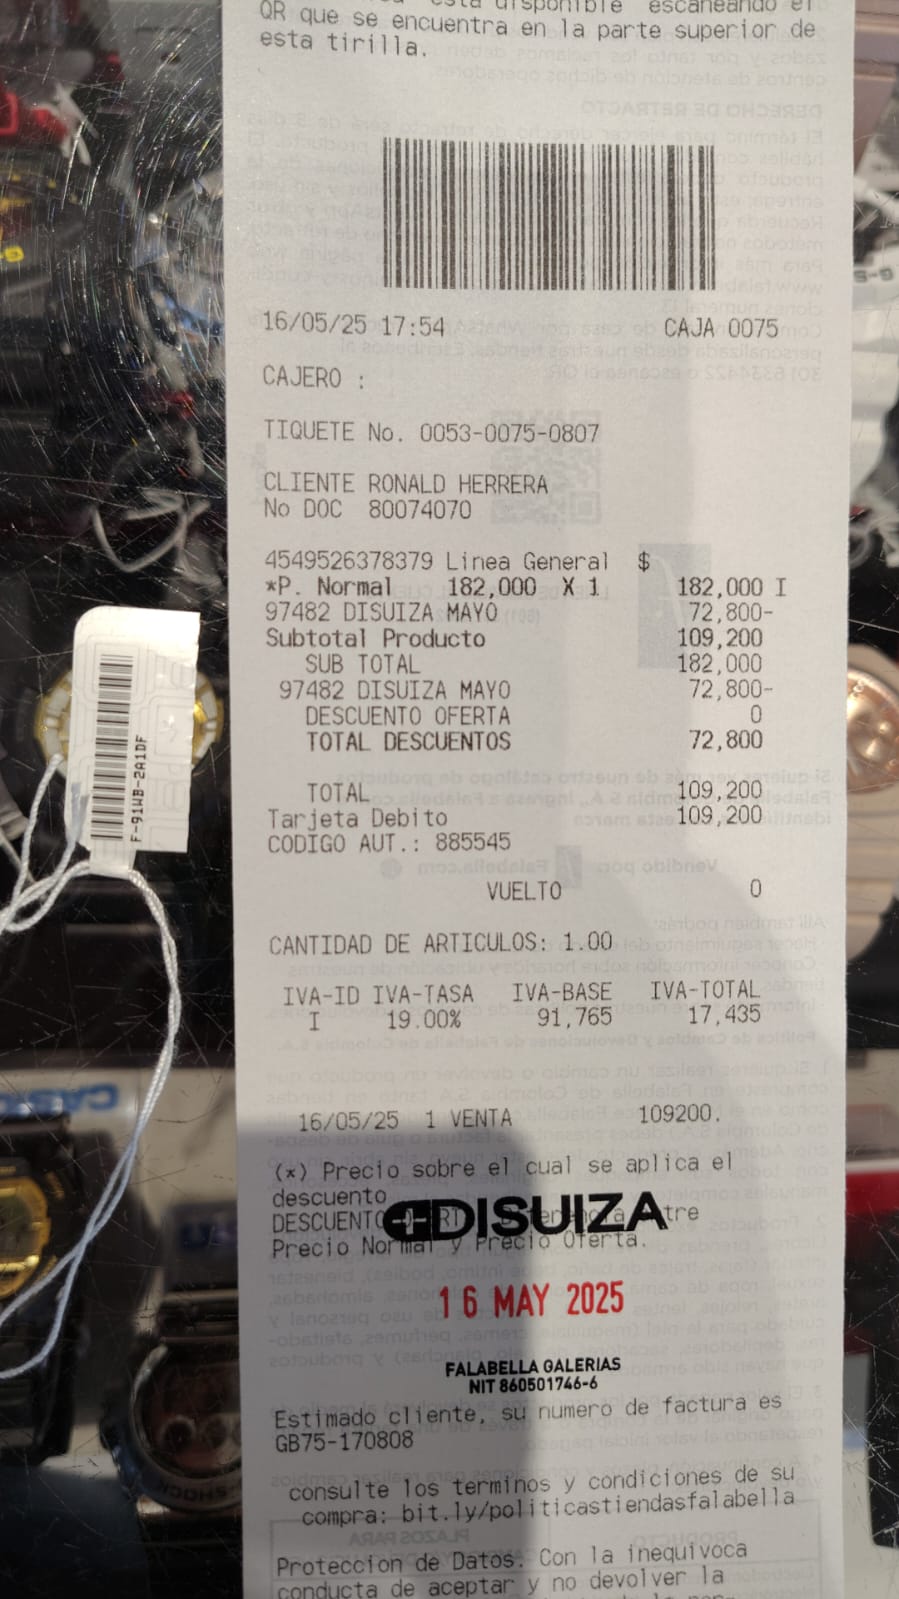 está disponible escaneando el
QR que se encuentra en la parte superior de
esta tirilla.
16/05/25 17:54 CAJA 0075
CAJERO :
TIQUETE No. 0053-0075-0807
CLIENTE RONALD HERRERA
No DOC 80074070
4549526378379 Linea General $
*P. Normal 182,000 X 1 182,000 I
97482 DISUIZA MAYO 72,800-
Subtotal Producto 109,200
SUB TOTAL 182,000
97482 DISUIZA MAYO 72,800-
DESCUENTO OFERTA 0
TOTAL DESCUENTOS 72,800
TOTAL 109,200
Tarjeta Debito 109,200
CODIGO AUT.: 885545
VUELTO 0
CANTIDAD DE ARTICULOS: 1.00
IVA-ID IVA-TASA IVA-BASE IVA-TOTAL
I 19.00% 91,765 17,435
16/05/25 1 VENTA 109200.
(*) Precio sobre el cual se aplica el
descuento
DISUIZA
DESCUENTO
Precio Normal y Precio Oferta.
16 MAY 2025
FALABELLA GALERIAS
NIT 860501746-6
Estimado cliente, su numero de factura es
GB75-170808
consulte los terminos y condiciones de su
compra: bit.ly/politicastiendasfalabella
Proteccion de Datos. Con la inequivoca
conducta de aceptar y no devolver la
F-91WB-2A1DF
CASIO